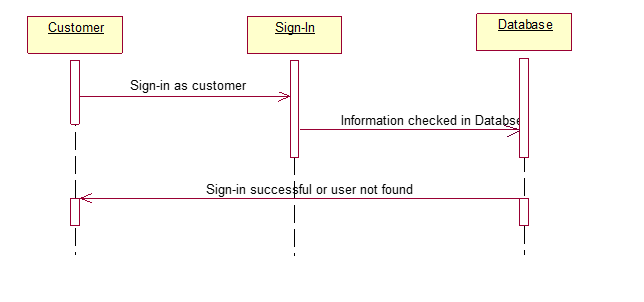 Customer
Sign-In
Database
Sign-in as customer
Information checked in Databse
Sign-in successful or user not found